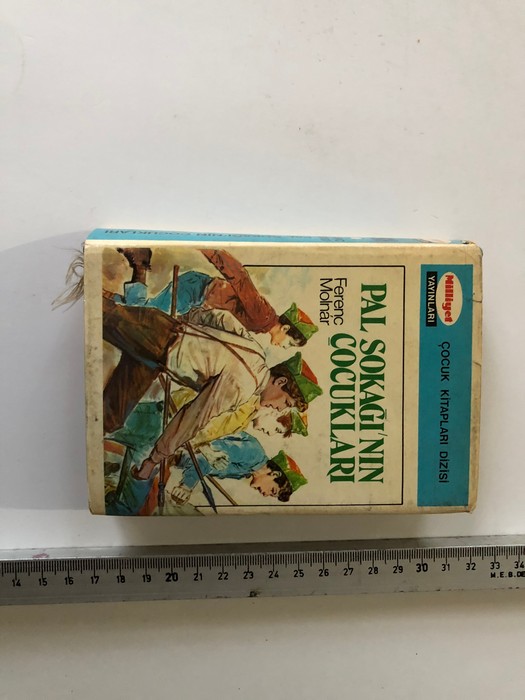 Milliyet
YAYINLARI
ÇOCUK KİTAPLARI DİZİSİ
PAL SOKAĞI'NIN
ÇOCUKLARI
Ferenc
Molnár
14 15 16 17 18 19 20 21 22 23 24 25 26 27 28 29 30 31 32 33 34